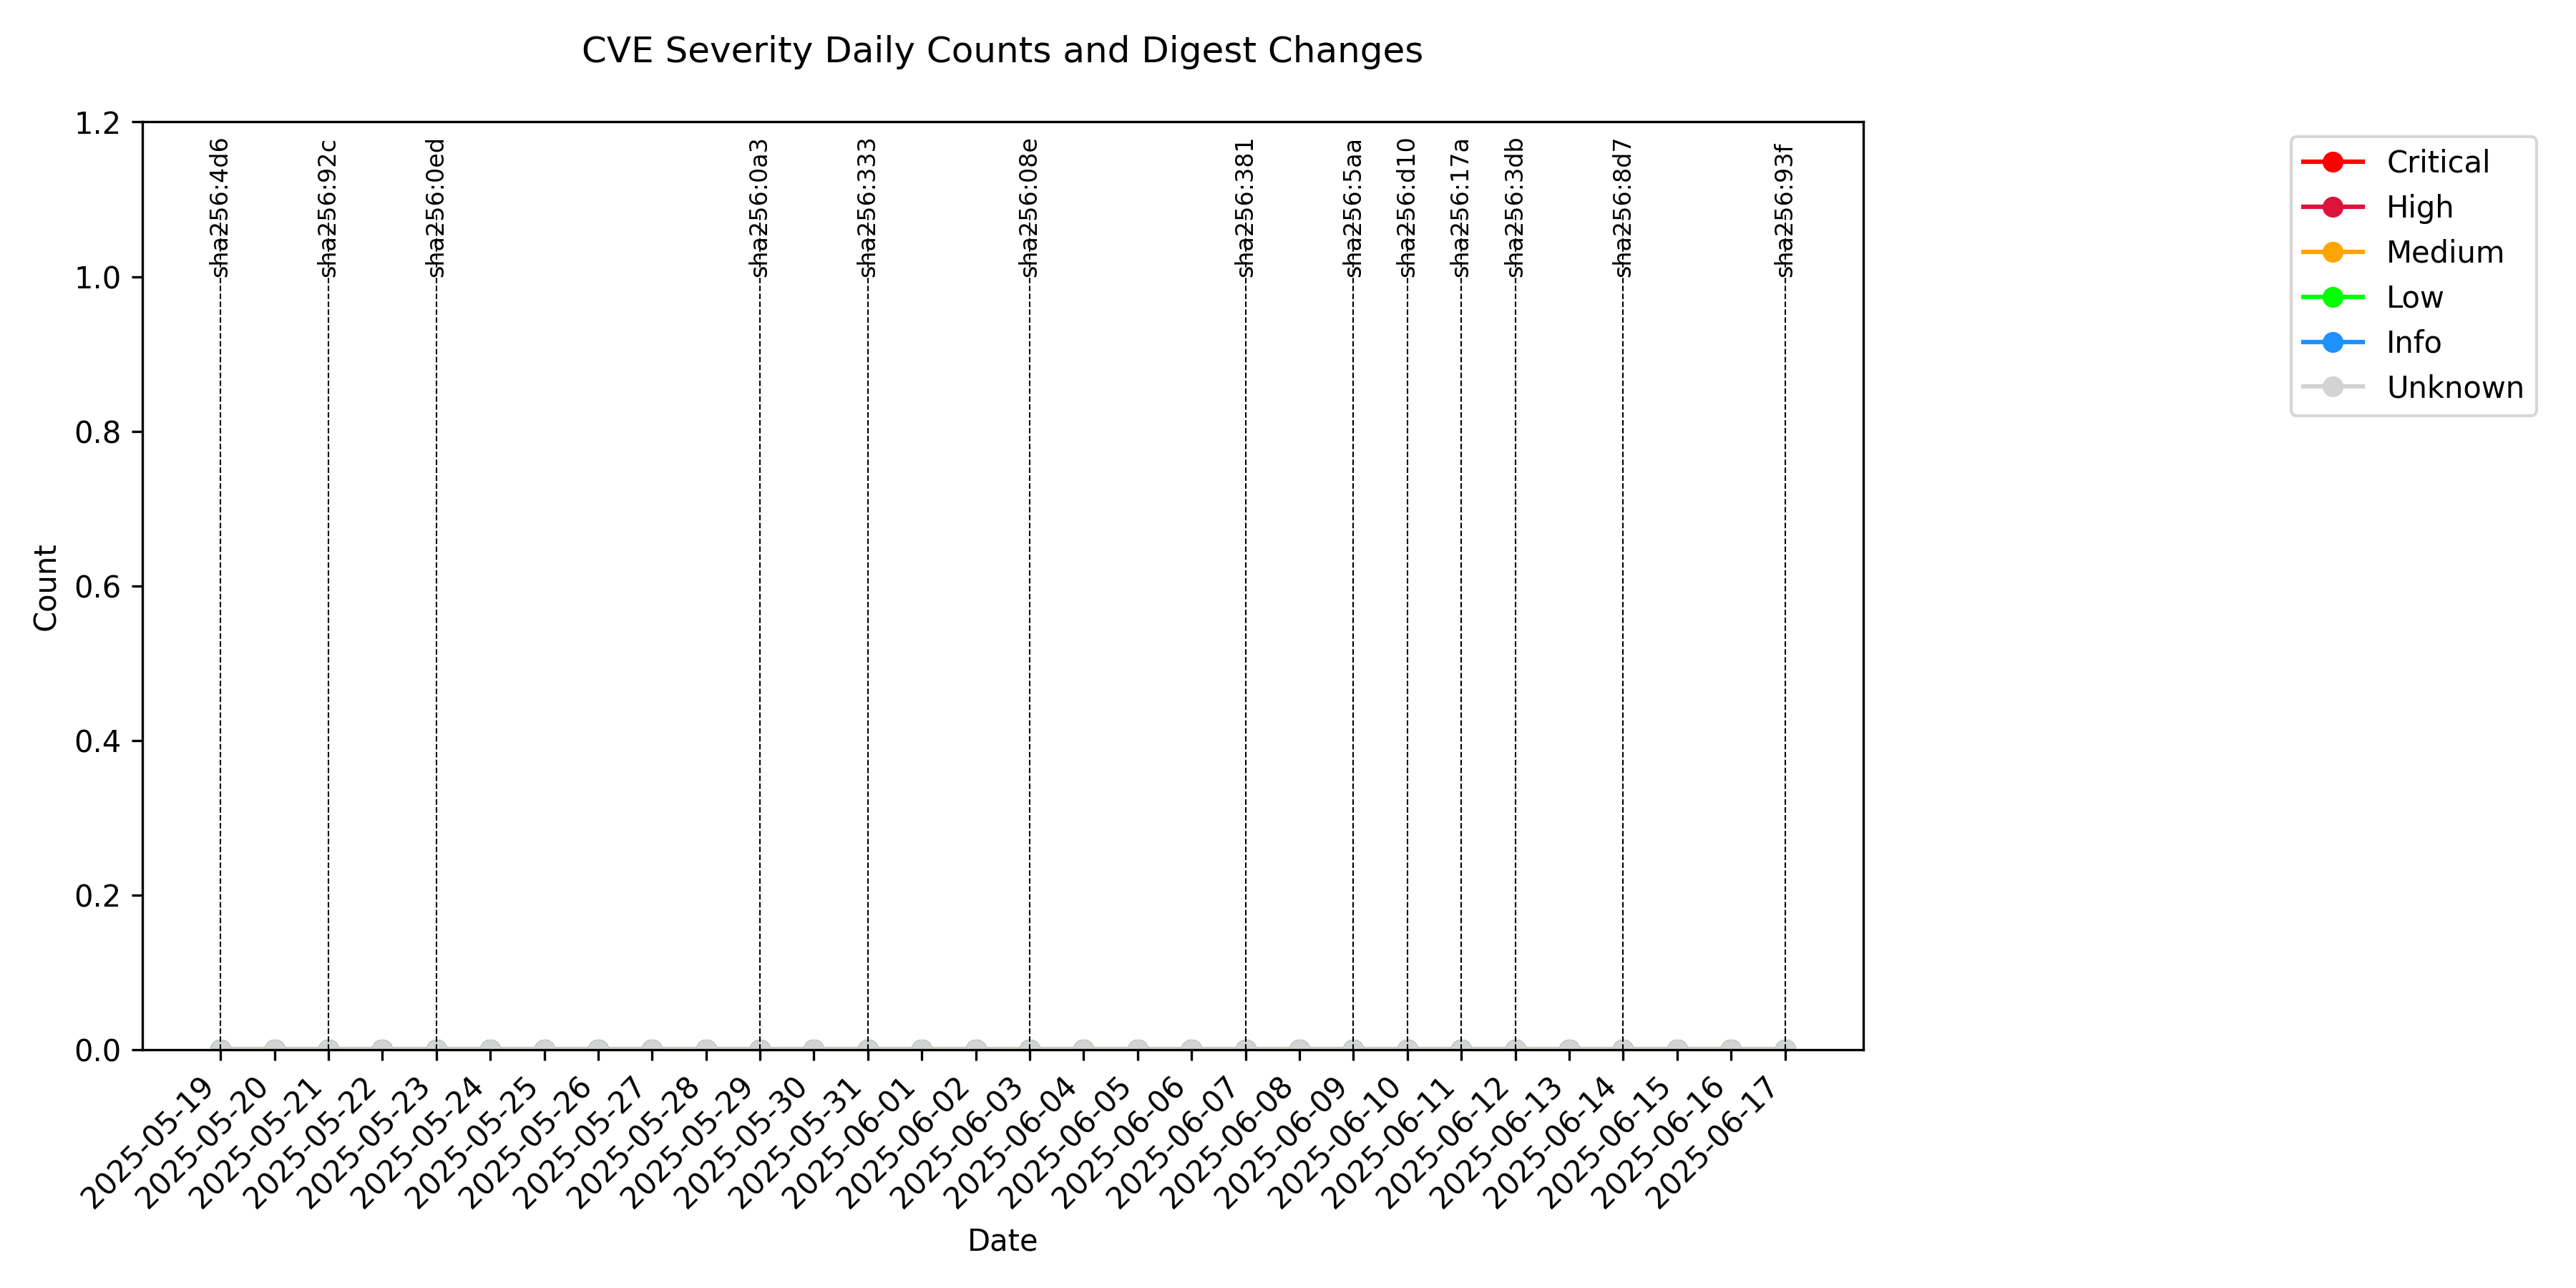 CVE Severity Daily Counts and Digest Changes
1.2
1.0
0.8
0.6
0.4
0.2
0.0
Count
sha256:4d6
sha256:92c
sha256:0ed
sha256:0a3
sha256:333
sha256:08e
sha256:381
sha256:5aa
sha256:d10
sha256:17a
sha256:3db
sha256:8d7
sha256:93f
Critical
High
Medium
Low
Info
Unknown
2025-05-19
2025-05-20
2025-05-21
2025-05-22
2025-05-23
2025-05-24
2025-05-25
2025-05-26
2025-05-27
2025-05-28
2025-05-29
2025-05-30
2025-05-31
2025-06-01
2025-06-02
2025-06-03
2025-06-04
2025-06-05
2025-06-06
2025-06-07
2025-06-08
2025-06-09
2025-06-10
2025-06-11
2025-06-12
2025-06-13
2025-06-14
2025-06-15
2025-06-16
2025-06-17
Date